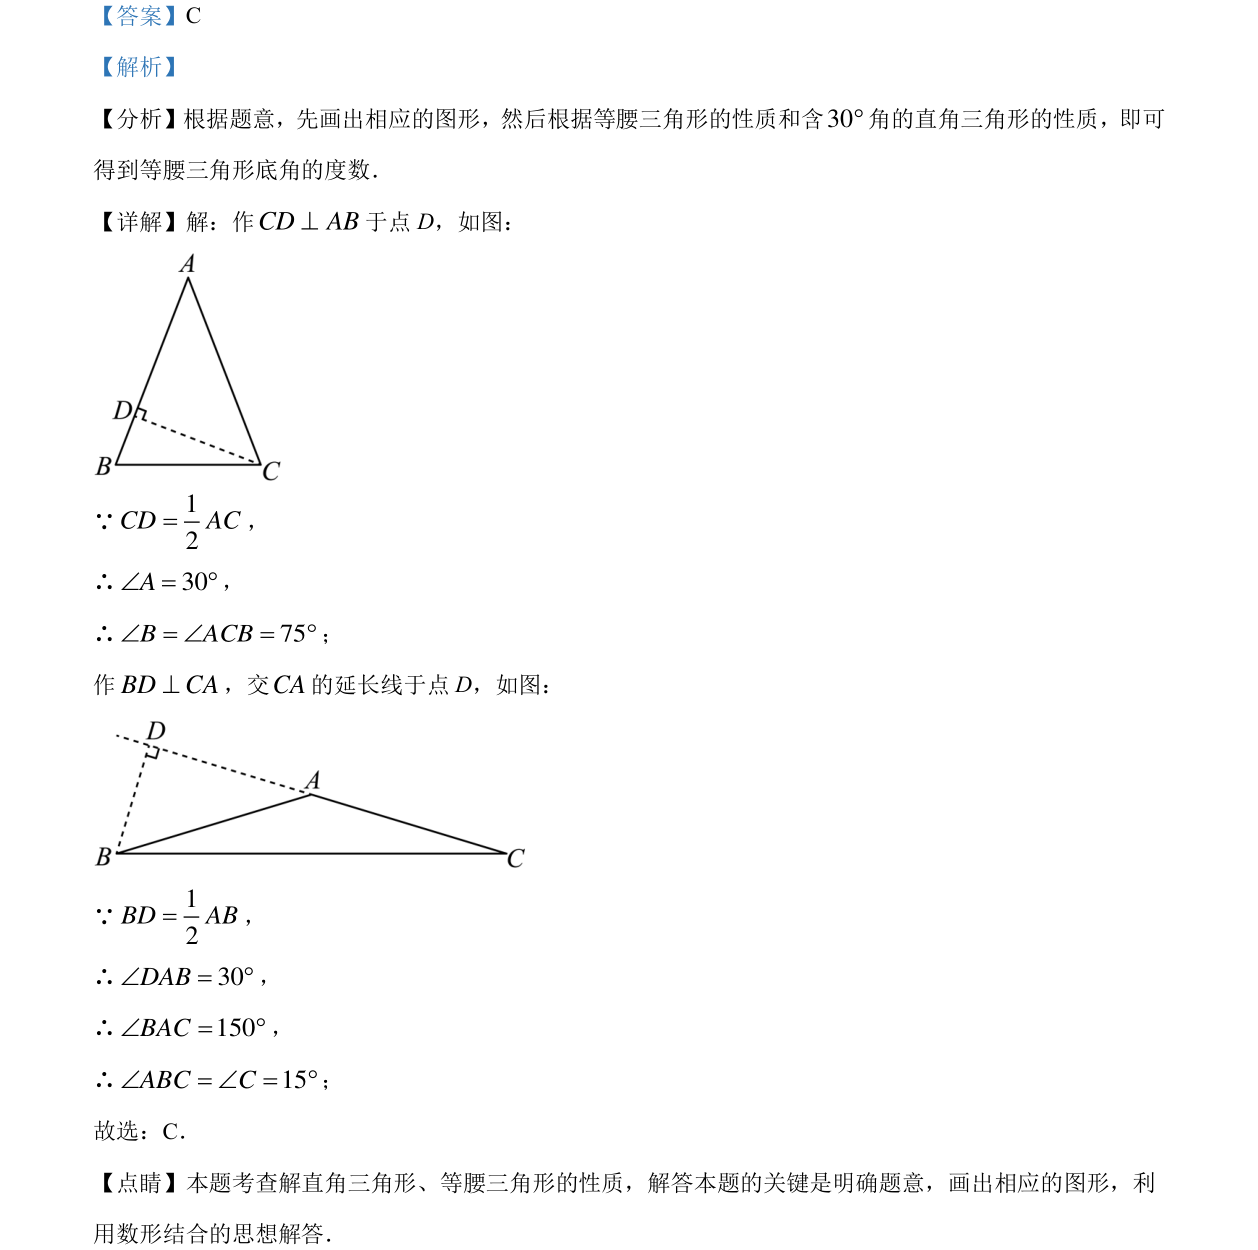 【答案】C
【解析】
【分析】根据题意，先画出相应的图形，然后根据等腰三角形的性质和含30°角的直角三角形的性质，即可
得到等腰三角形底角的度数．
【详解】解：作CD⊥AB于点D，如图：
A
D
B
C
∵CD=1/2AC，
∴∠A=30°，
∴∠B=∠ACB=75°；
作BD⊥CA，交CA的延长线于点D，如图：
D
A
B
C
∵BD=1/2AB，
∴∠DAB=30°，
∴∠BAC=150°，
∴∠ABC=∠C=15°；
故选：C．
【点睛】本题考查解直角三角形、等腰三角形的性质，解答本题的关键是明确题意，画出相应的图形，利
用数形结合的思想解答．